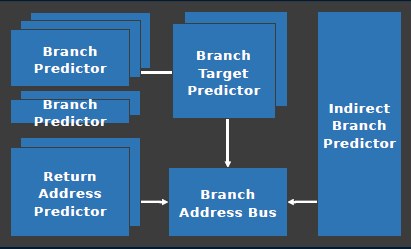 Branch
Predictor
Branch
Target
Predictor
Branch
Predictor
Indirect
Branch
Predictor
Return
Address
Predictor
Branch
Address Bus